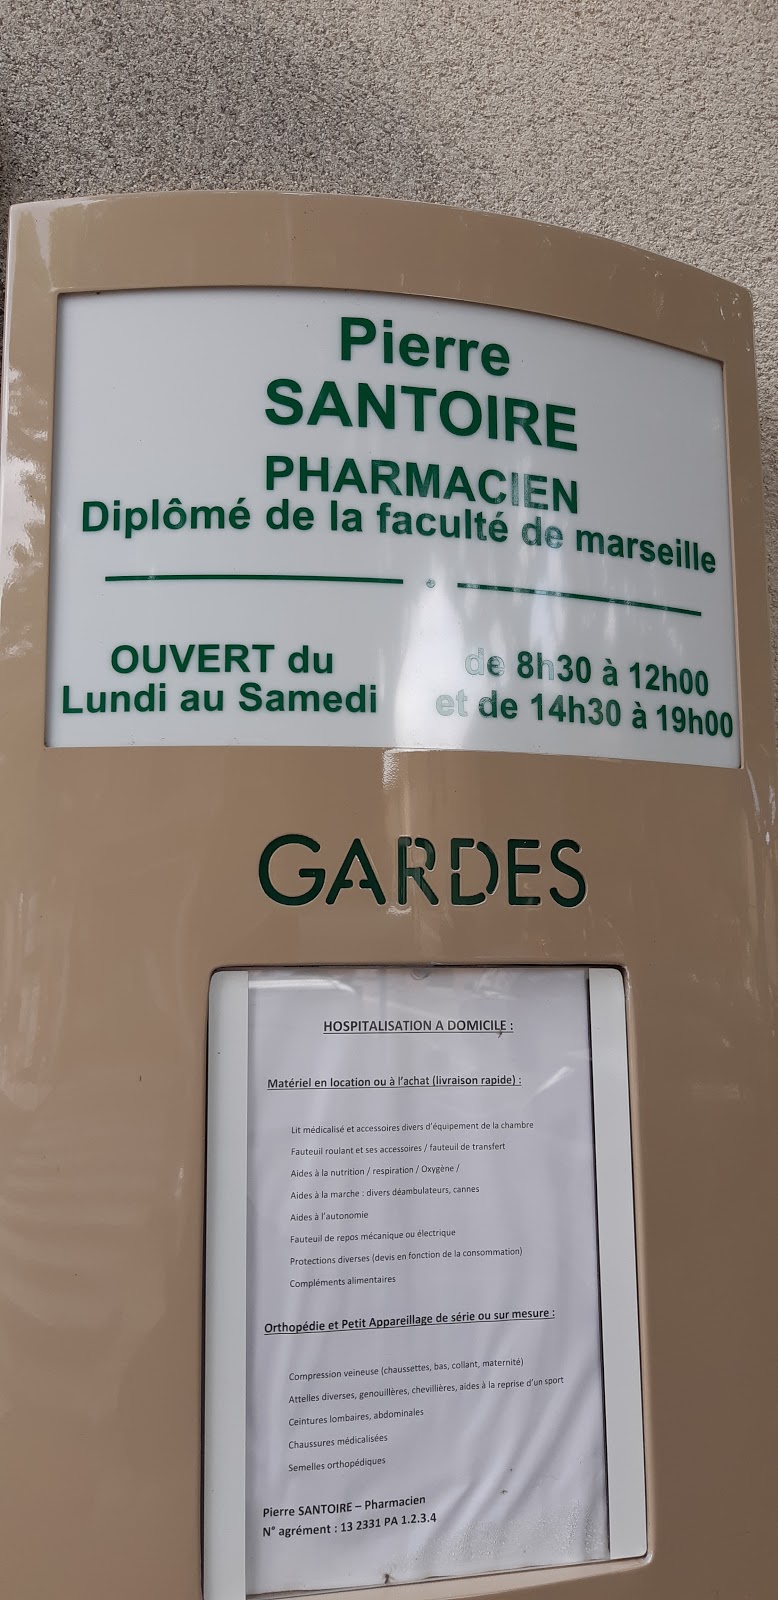 Pierre
SANTOIRE
PHARMACIEN
Diplômé de la faculté de marseille
OUVERT du
Lundi au Samedi
de 8h30 à 12h00
et de 14h30 à 19h00
GARDES
HOSPITALISATION A DOMICILE :
Matériel en location ou à l'achat (livraison rapide) :
Lit médicalisé et accessoires divers d'équipement de la chambre
Fauteuil roulant et ses accessoires / fauteuil de transfert
Aides à la nutrition / respiration / Oxygène /
Aides à la marche : divers déambulateurs, cannes
Aides à l'autonomie
Fauteuil de repos mécanique ou électrique
Protections diverses (devis en fonction de la consommation)
Compléments alimentaires
Orthopédie et Petit Appareillage de série ou sur mesure :
Compression veineuse (chaussettes, bas, collant, maternité)
Attelles diverses, genouillères, chevillières, aides à la reprise d'un sport
Ceintures lombaires, abdominales
Chaussures médicalisées
Semelles orthopédiques
Pierre SANTOIRE – Pharmacien
N° agrément : 13 2331 PA 1.2.3.4